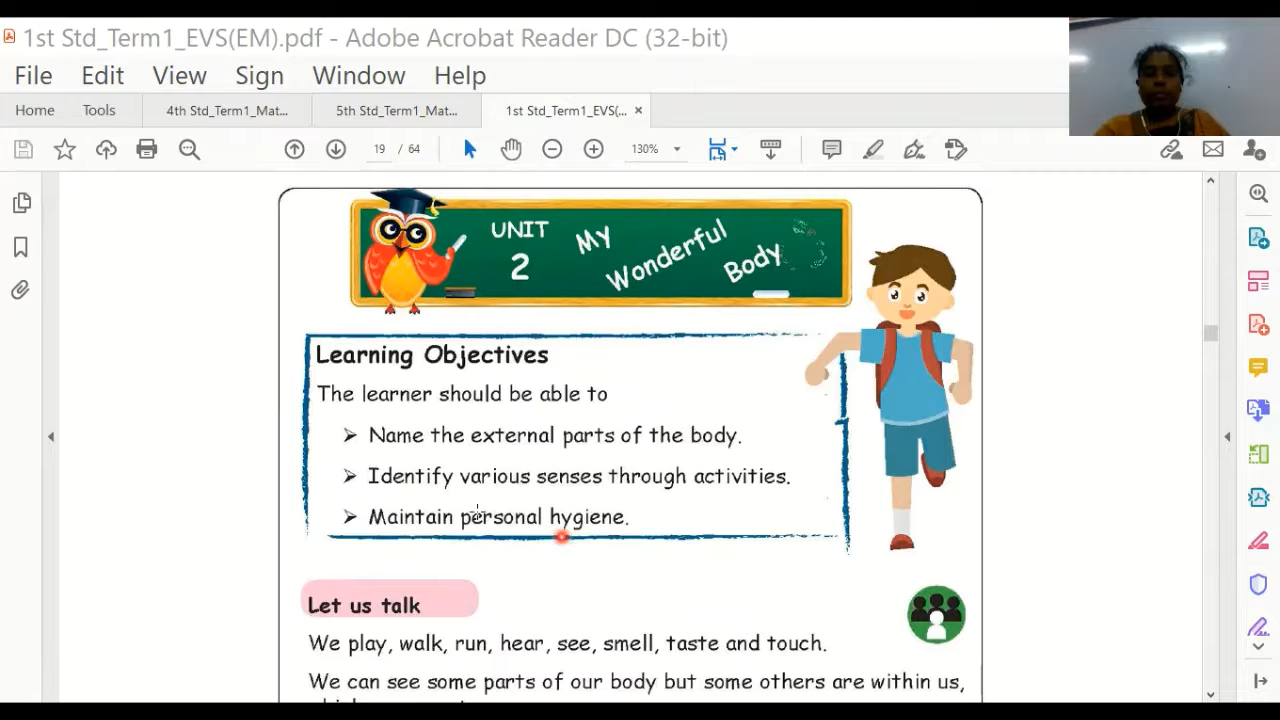 1st Std_Term1_EVS(EM).pdf - Adobe Acrobat Reader DC (32-bit)
File Edit View Sign Window Help
Home Tools 4th Std_Term1_Mat... 5th Std_Term1_Mat... 1st Std_Term1_EVS(... ×
19 / 64 130%
UNIT
2
My Wonderful Body
Learning Objectives
The learner should be able to
➢ Name the external parts of the body.
➢ Identify various senses through activities.
➢ Maintain personal hygiene.
Let us talk
We play, walk, run, hear, see, smell, taste and touch.
We can see some parts of our body but some others are within us,